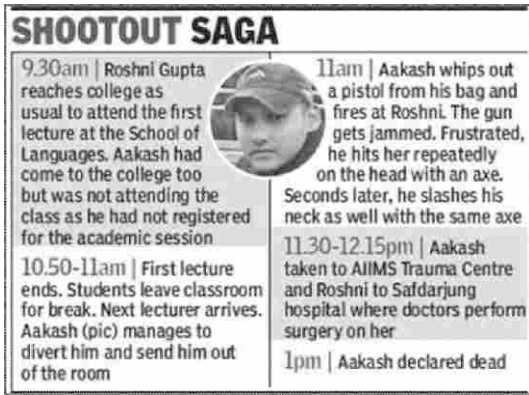 SHOOTOUT SAGA
9.30am | Roshni Gupta
reaches college as
usual to attend the first
lecture at the School of
Languages. Aakash had
come to the college too
but was not attending the
class as he had not registered
for the academic session
10.50-11am | First lecture
ends. Students leave classroom
for break. Next lecturer arrives.
Aakash (pic) manages to
divert him and send him out
of the room
11am | Aakash whips out
a pistol from his bag and
fires at Roshni. The gun
gets jammed. Frustrated,
he hits her repeatedly
on the head with an axe.
Seconds later, he slashes his
neck as well with the same axe
11.30-12.15pm | Aakash
taken to AIIMS Trauma Centre
and Roshni to Safdarjung
hospital where doctors perform
surgery on her
1pm | Aakash declared dead